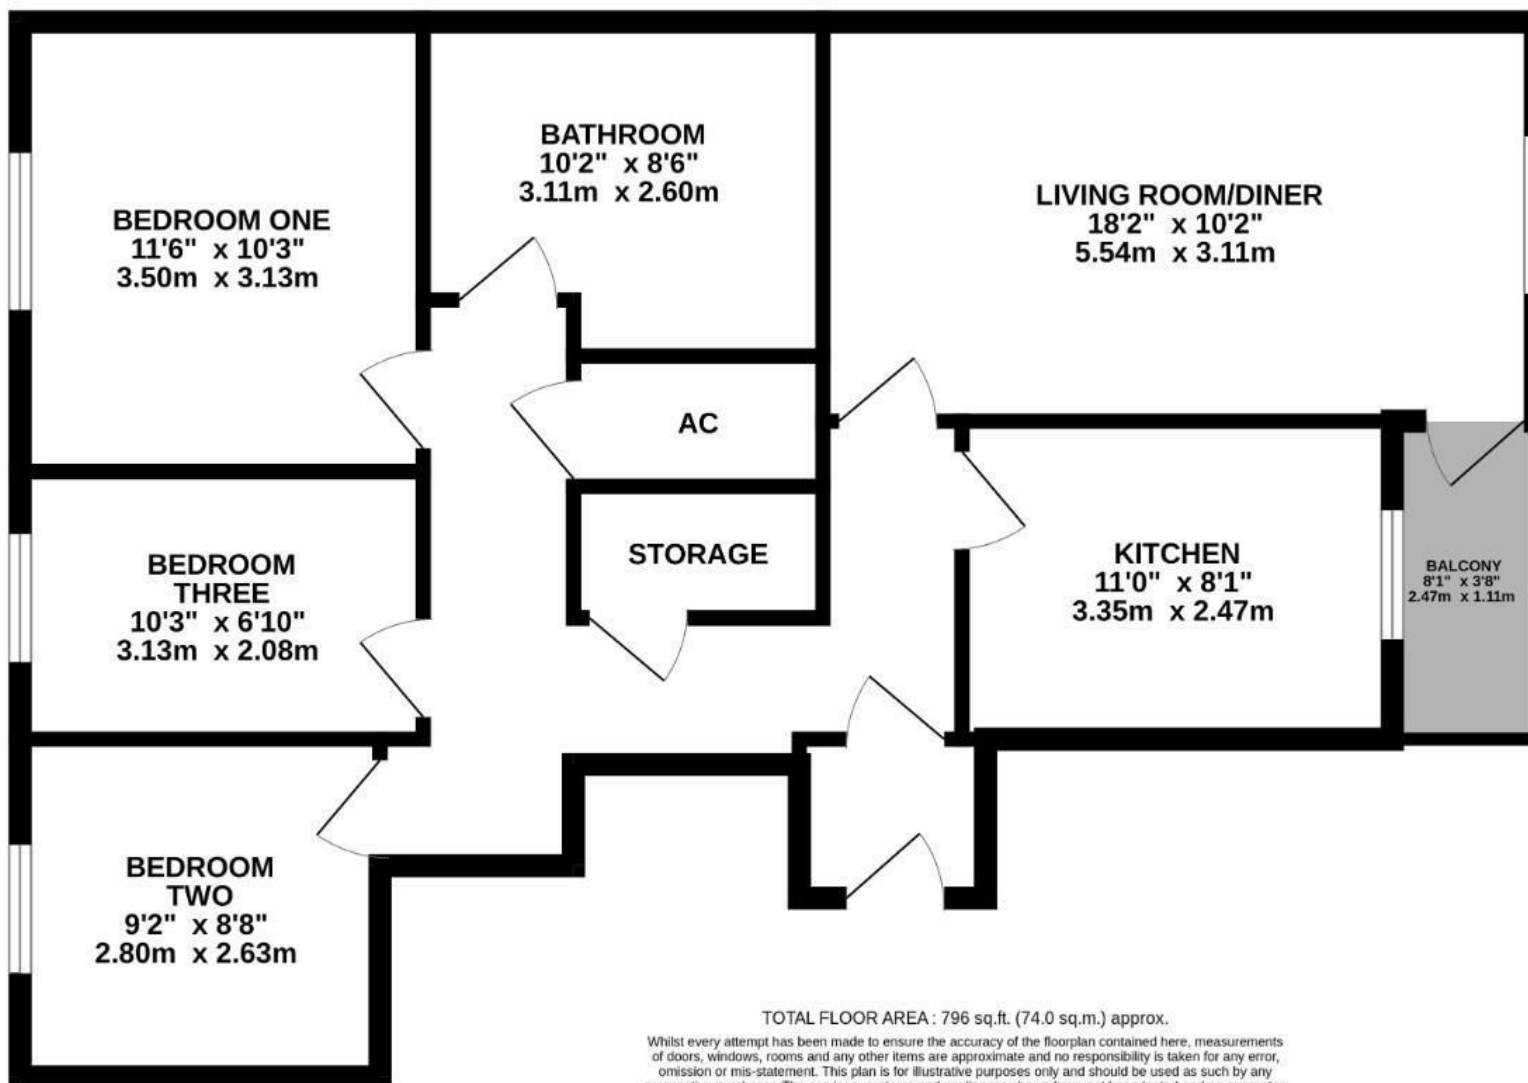 BEDROOM ONE
11'6" x 10'3"
3.50m x 3.13m
BATHROOM
10'2" x 8'6"
3.11m x 2.60m
LIVING ROOM/DINER
18'2" x 10'2"
5.54m x 3.11m
AC
STORAGE
BEDROOM
THREE
10'3" x 6'10"
3.13m x 2.08m
KITCHEN
11'0" x 8'1"
3.35m x 2.47m
BALCONY
8'1" x 3'8"
2.47m x 1.11m
BEDROOM
TWO
9'2" x 8'8"
2.80m x 2.63m
TOTAL FLOOR AREA : 796 sq.ft. (74.0 sq.m.) approx.
Whilst every attempt has been made to ensure the accuracy of the floorplan contained here, measurements
of doors, windows, rooms and any other items are approximate and no responsibility is taken for any error,
omission or mis-statement. This plan is for illustrative purposes only and should be used as such by any